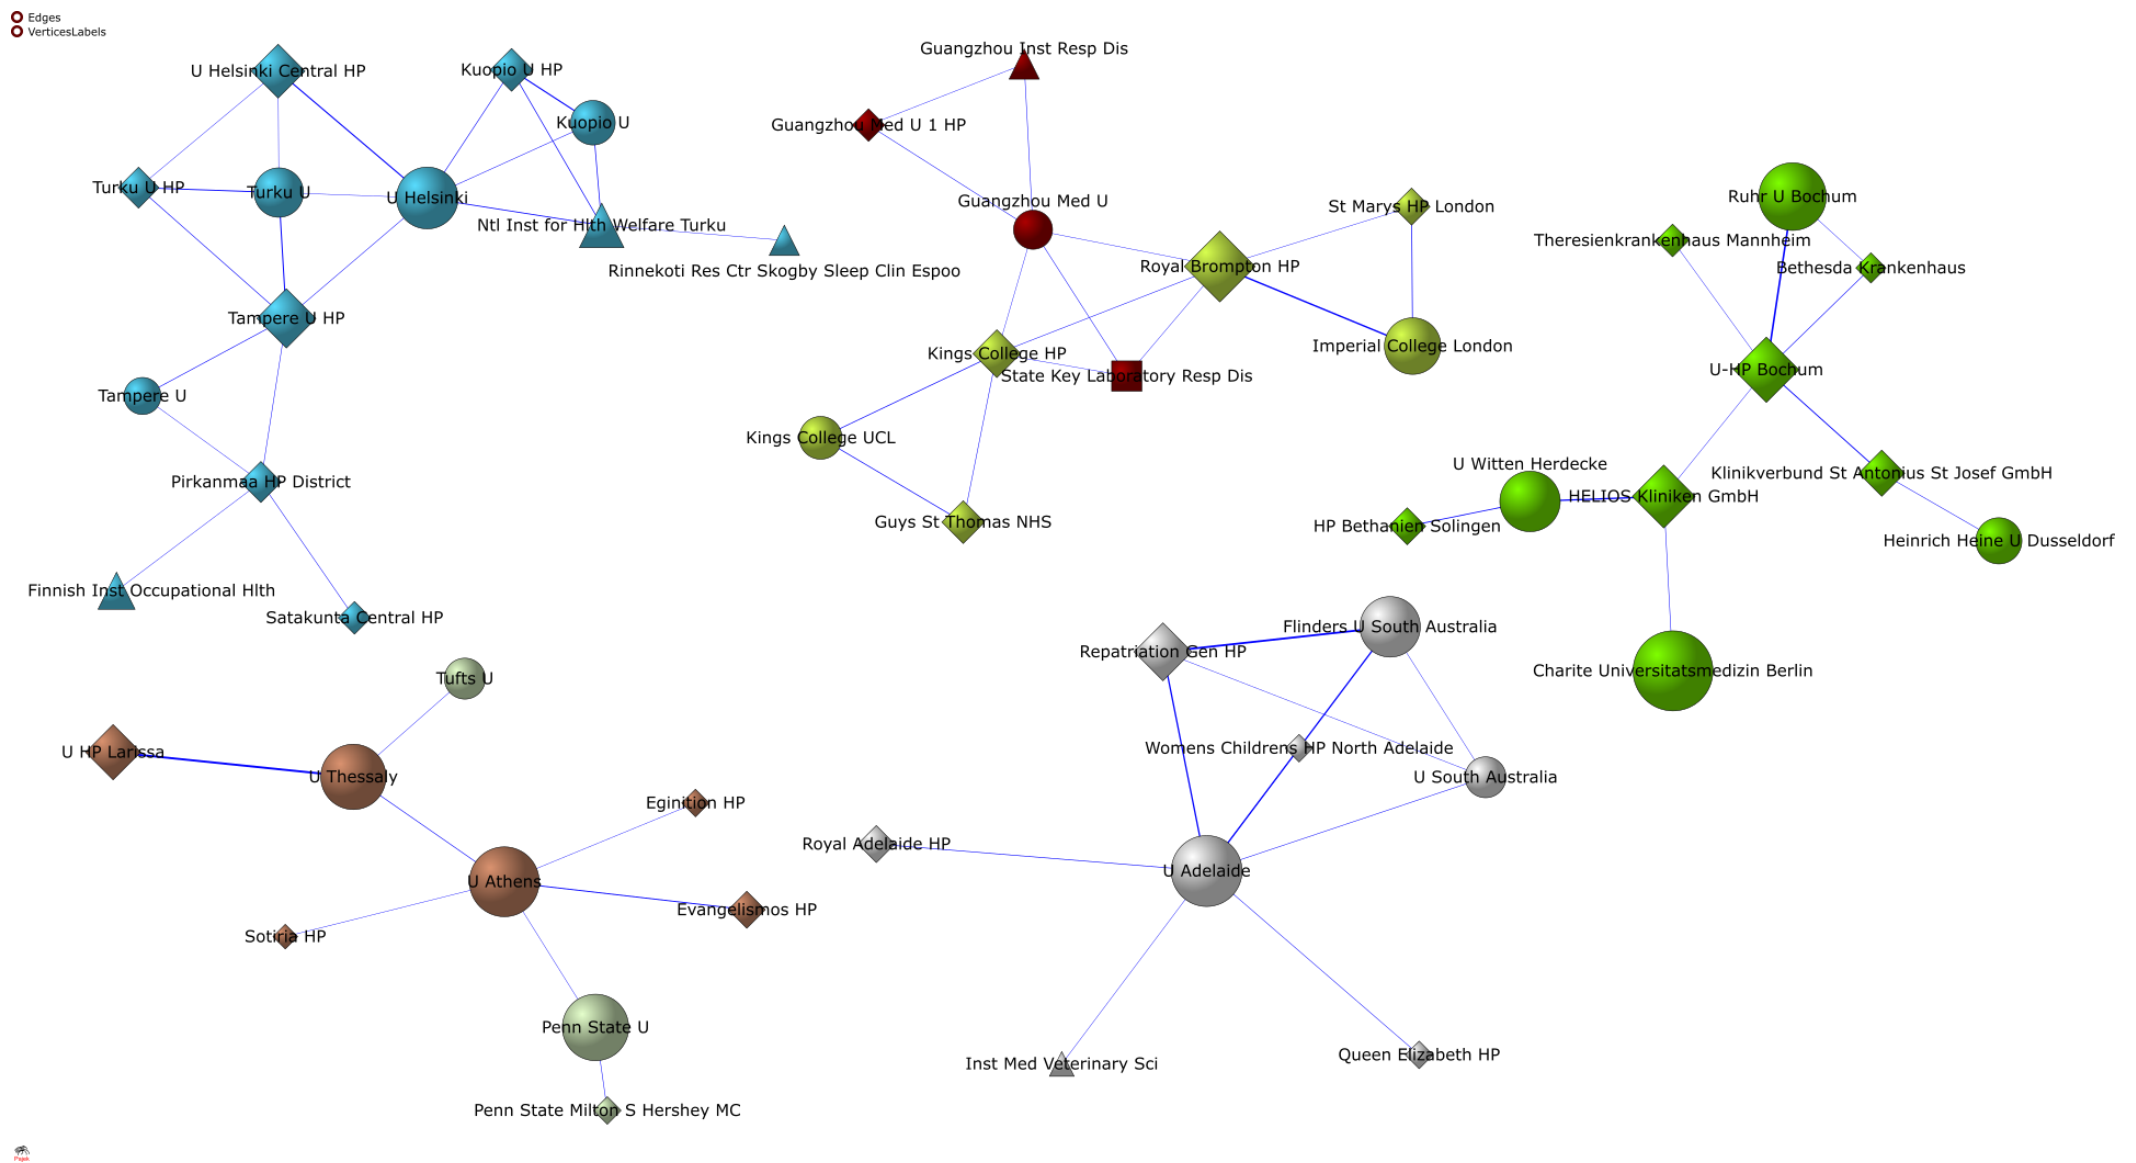 Edges
VerticesLabels
U Helsinki Central HP
Kuopio U HP
Kuopio U
Turku U HP
Turku U
U Helsinki
Ntl Inst for Hlth Welfare Turku
Rinnekoti Res Ctr Skogby Sleep Clin Espoo
Tampere U HP
Tampere U
Pirkanmaa HP District
Finnish Inst Occupational Hlth
Satakunta Central HP
Guangzhou Inst Resp Dis
Guangzhou Med U 1 HP
Guangzhou Med U
Royal Brompton HP
St Marys HP London
Imperial College London
Kings College HP
State Key Laboratory Resp Dis
Kings College UCL
Guys St Thomas NHS
Ruhr U Bochum
Theresienkrankenhaus Mannheim
Bethesda Krankenhaus
U-HP Bochum
U Witten Herdecke
Klinikverbund St Antonius St Josef GmbH
HELIOS Kliniken GmbH
HP Bethanien Solingen
Heinrich Heine U Dusseldorf
Charite Universitatsmedizin Berlin
Tufts U
U HP Larissa
U Thessaly
Eginition HP
U Athens
Evangelismos HP
Sotiria HP
Penn State U
Penn State Milton S Hershey MC
Flinders U South Australia
Repatriation Gen HP
Womens Childrens HP North Adelaide
U South Australia
Royal Adelaide HP
U Adelaide
Inst Med Veterinary Sci
Queen Elizabeth HP
Pajek